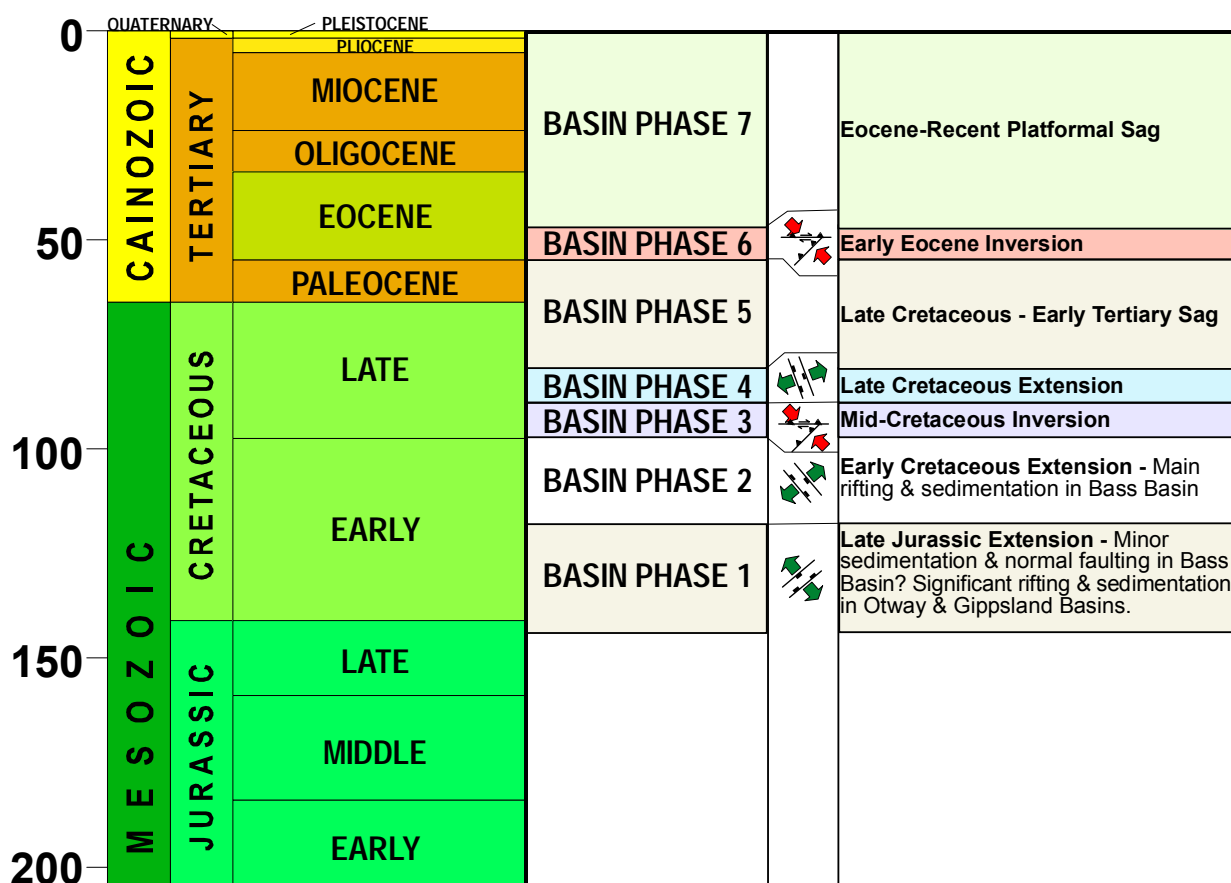 0
50
100
150
200
CAINOZOIC
MESOZOIC
QUATERNARY
TERTIARY
CRETACEOUS
JURASSIC
PLEISTOCENE
PLIOCENE
MIOCENE
OLIGOCENE
EOCENE
PALEOCENE
LATE
EARLY
LATE
MIDDLE
EARLY
BASIN PHASE 7
BASIN PHASE 6
BASIN PHASE 5
BASIN PHASE 4
BASIN PHASE 3
BASIN PHASE 2
BASIN PHASE 1
Eocene-Recent Platformal Sag
Early Eocene Inversion
Late Cretaceous - Early Tertiary Sag
Late Cretaceous Extension
Mid-Cretaceous Inversion
Early Cretaceous Extension - Main
rifting & sedimentation in Bass Basin
Late Jurassic Extension - Minor
sedimentation & normal faulting in Bass
Basin? Significant rifting & sedimentation
in Otway & Gippsland Basins.